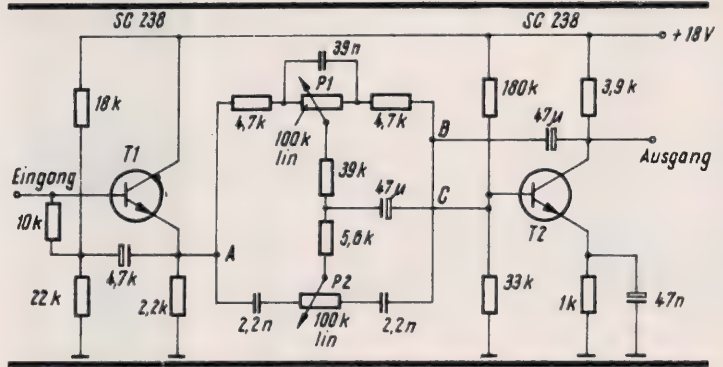 SC 238
SC 238
+18V
39n
18k
P1
180k
3,9k
4,7k
4,7k
47µ
B
T1
100k
lin
Ausgang
Eingang
39k
47µ
C
10k
T2
A
5,6k
4,7k
P2
33k
22k
2,2k
1k
47n
2,2n
100k
lin
2,2n